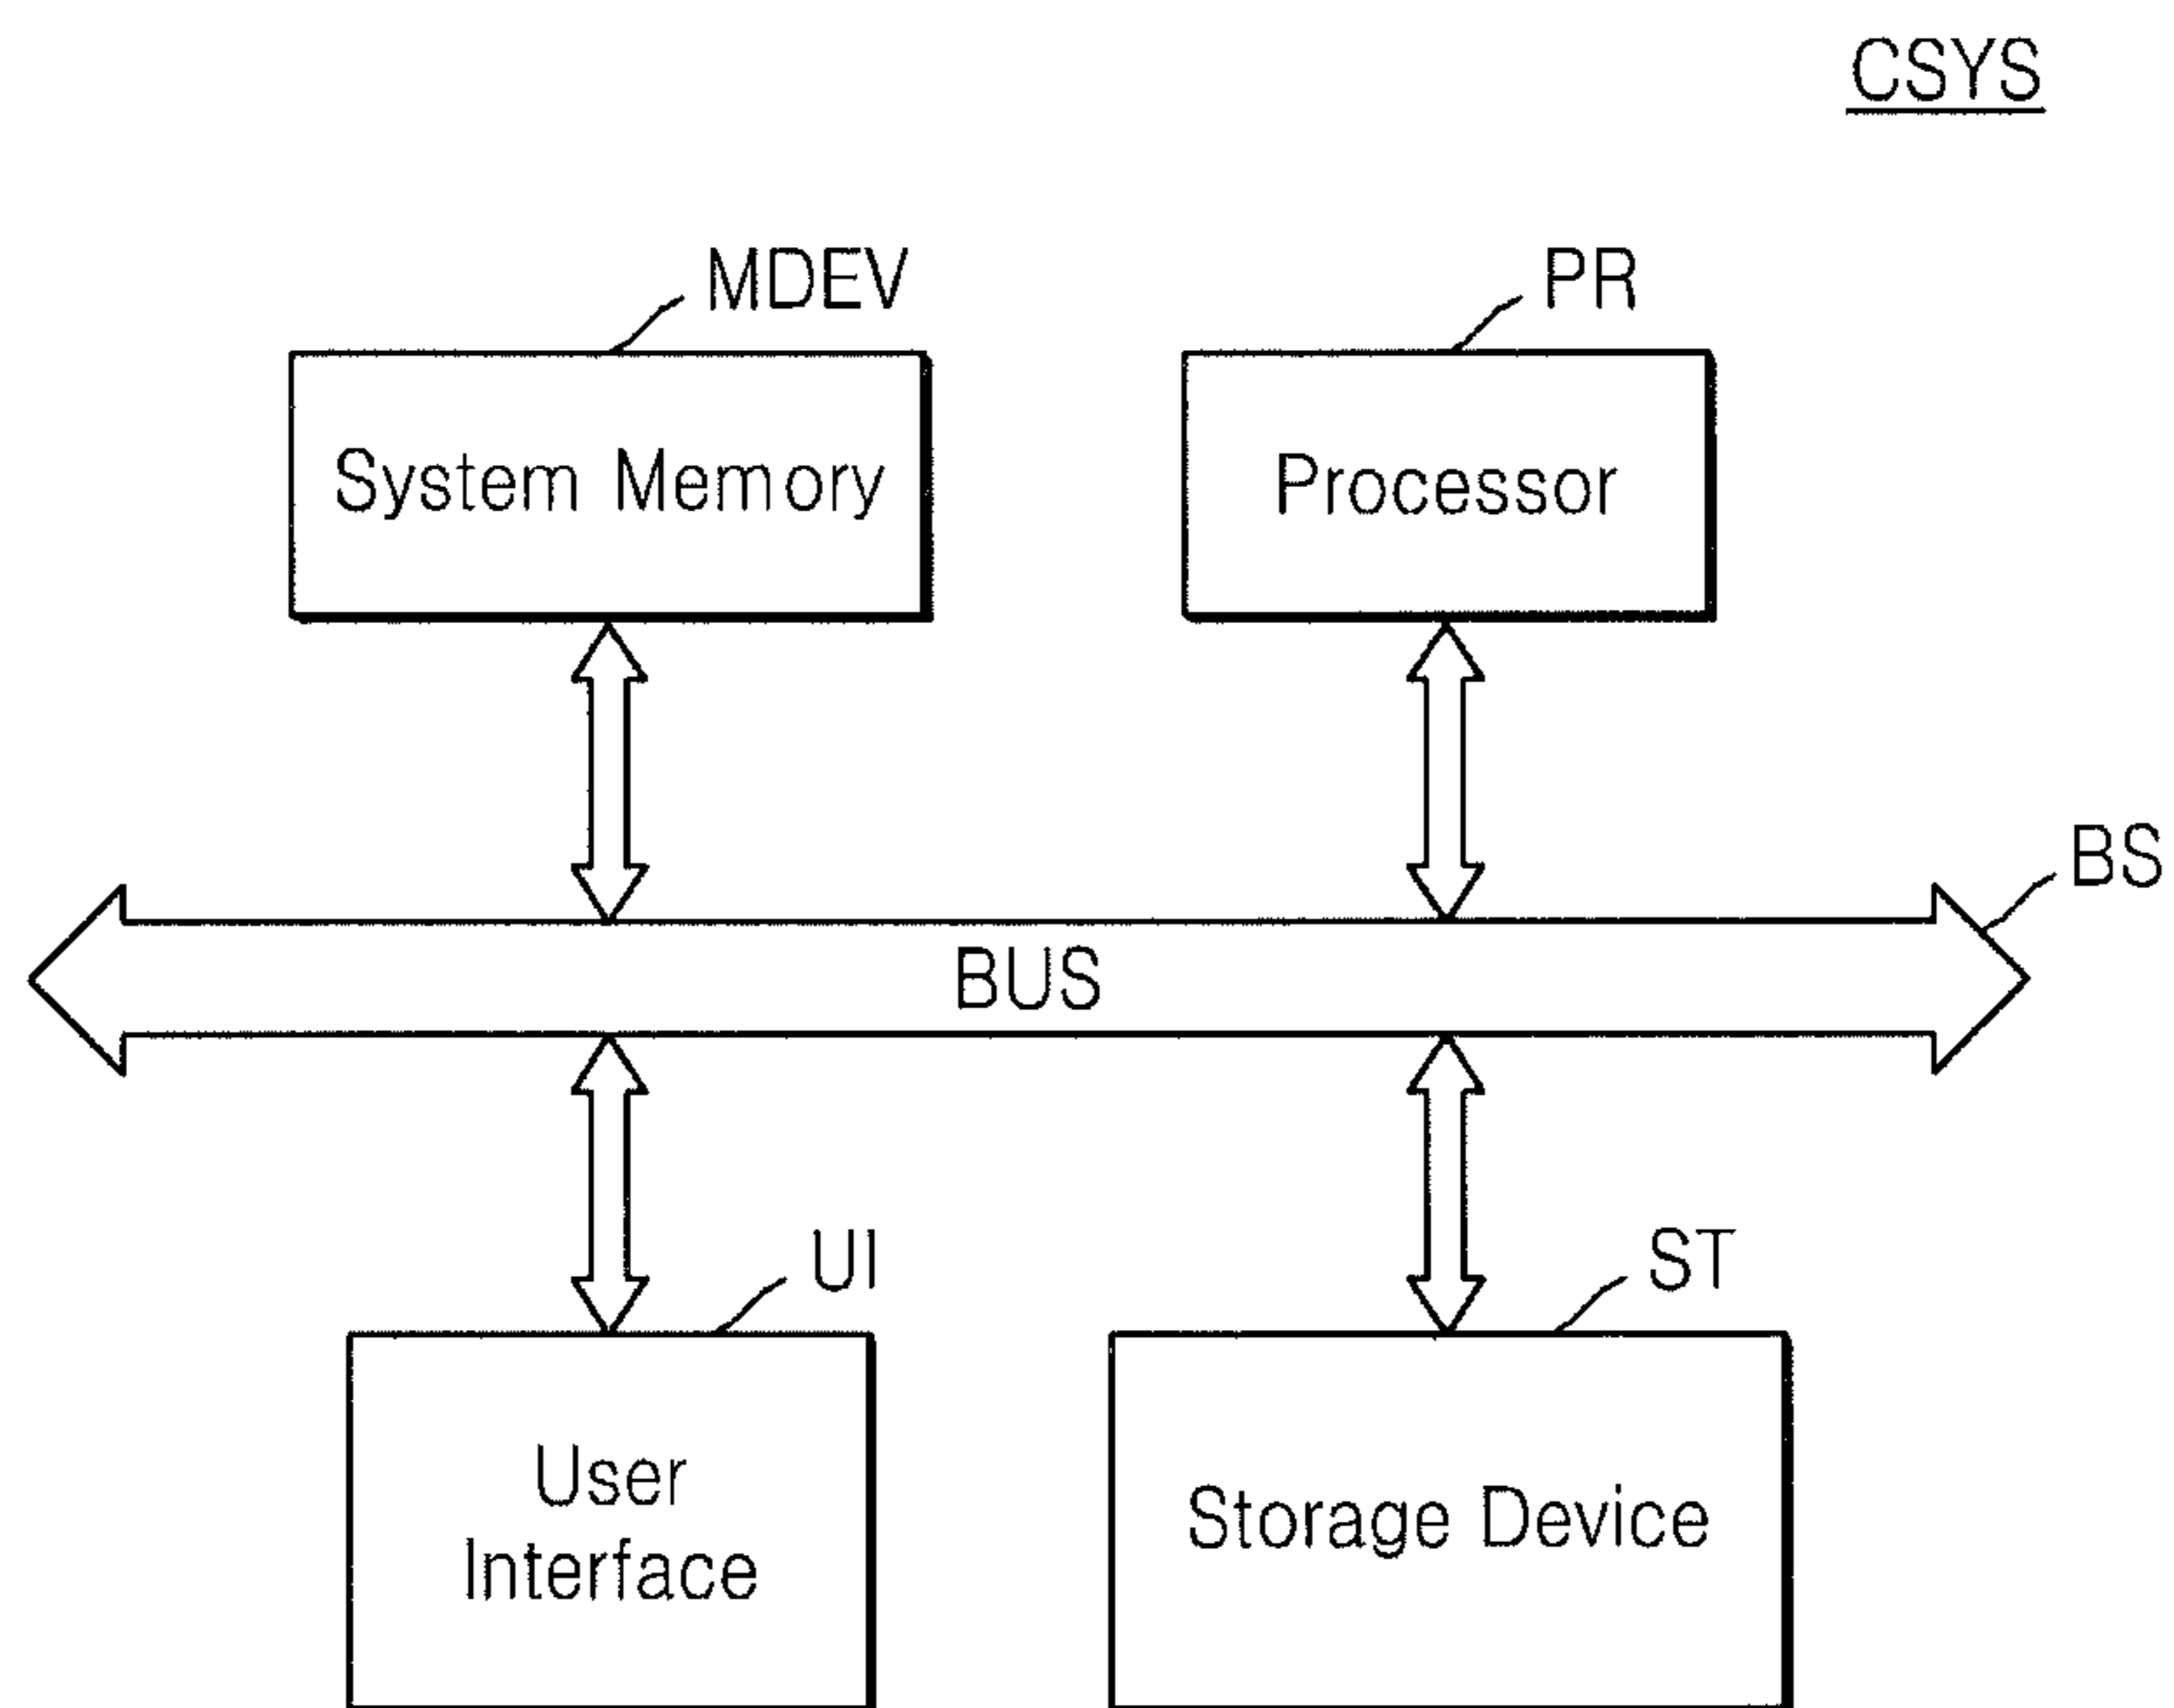 CSYS
MDEV
PR
System Memory
Processor
BS
BUS
UI
ST
User
Interface
Storage Device